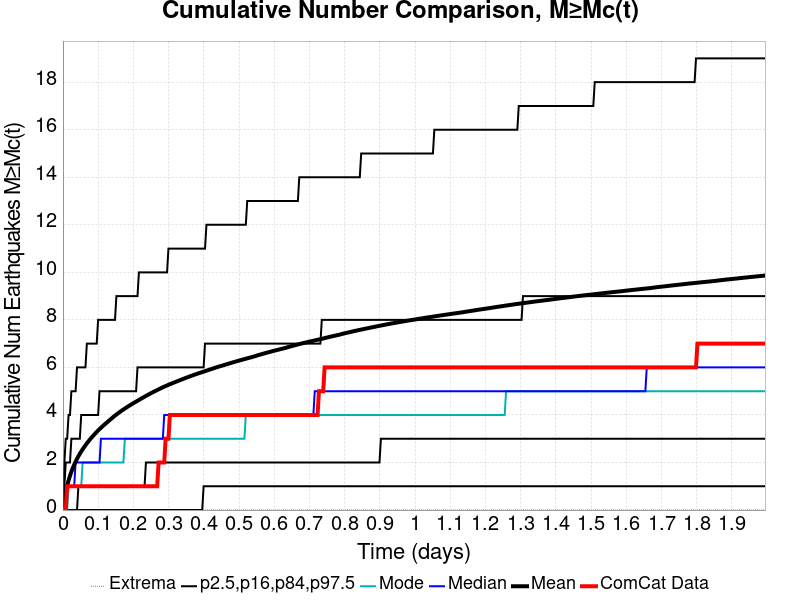 Cumulative Number Comparison, M≥Mc(t)
Cumulative Num Earthquakes M≥Mc(t)
18
16
14
12
10
8
6
4
2
0
0 0.1 0.2 0.3 0.4 0.5 0.6 0.7 0.8 0.9 1 1.1 1.2 1.3 1.4 1.5 1.6 1.7 1.8 1.9
Time (days)
Extrema p2.5,p16,p84,p97.5 Mode Median Mean ComCat Data